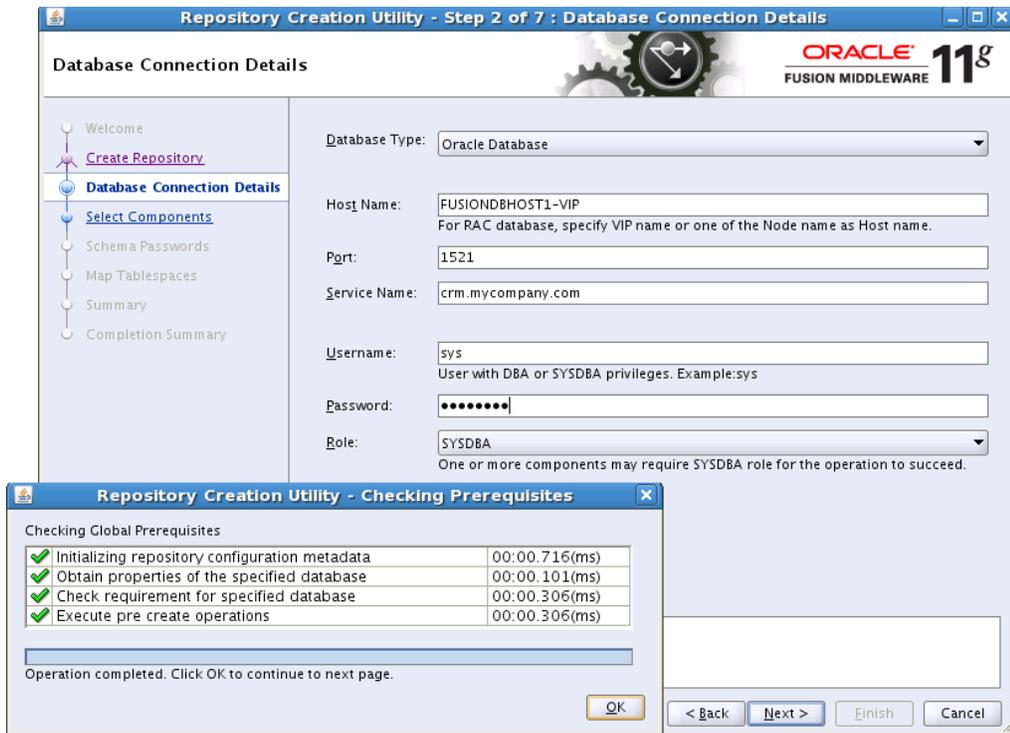 Repository Creation Utility - Step 2 of 7 : Database Connection Details
Database Connection Details
ORACLE
FUSION MIDDLEWARE
11g
Welcome
Create Repository
Database Connection Details
Select Components
Schema Passwords
Map Tablespaces
Summary
Completion Summary
Database Type: Oracle Database
Host Name: FUSIONDBHOST1-VIP
For RAC database, specify VIP name or one of the Node name as Host name.
Port: 1521
Service Name: crm.mycompany.com
Username: sys
User with DBA or SYSDBA privileges. Example:sys
Password: ••••••••
Role: SYSDBA
One or more components may require SYSDBA role for the operation to succeed.
Repository Creation Utility - Checking Prerequisites
Checking Global Prerequisites
Initializing repository configuration metadata 00:00.716(ms)
Obtain properties of the specified database 00:00.101(ms)
Check requirement for specified database 00:00.306(ms)
Execute pre create operations 00:00.306(ms)
Operation completed. Click OK to continue to next page.
OK
< Back Next > Finish Cancel